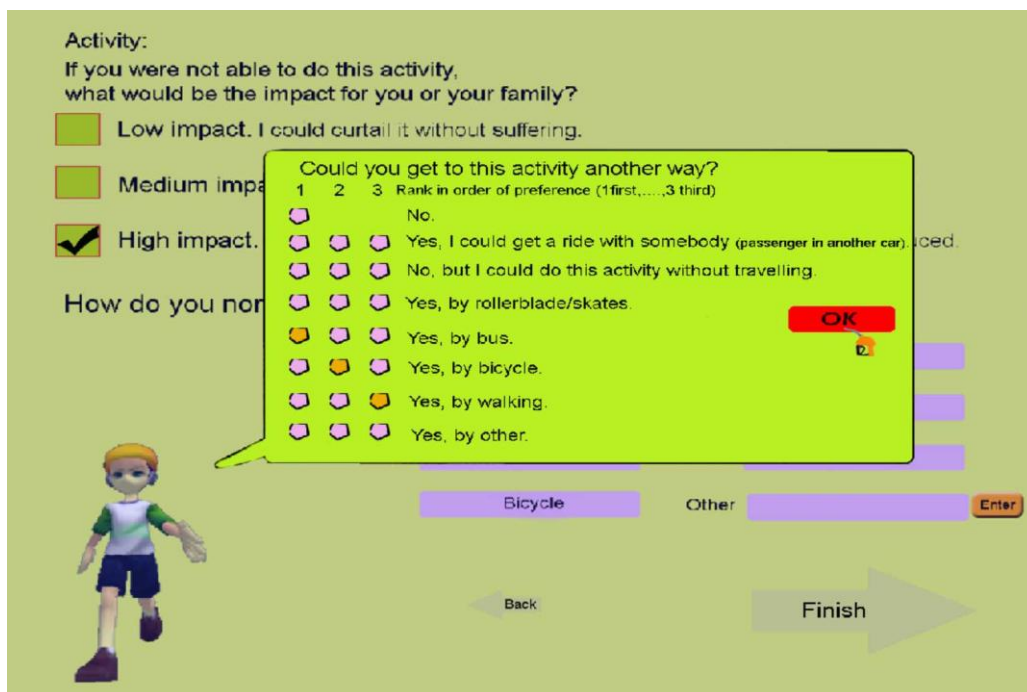 Activity:
If you were not able to do this activity,
what would be the impact for you or your family?
Low impact. I could curtail it without suffering.
Medium
High impact.
How do you
Could you get to this activity another way?
1 2 3 Rank in order of preference (1first,....,3 third)
No.
Yes, I could get a ride with somebody (passenger in another car).
No, but I could do this activity without travelling.
Yes, by rollerblade/skates.
Yes, by bus.
Yes, by bicycle.
Yes, by walking.
Yes, by other.
OK
Bicycle
Other
Enter
Back
Finish